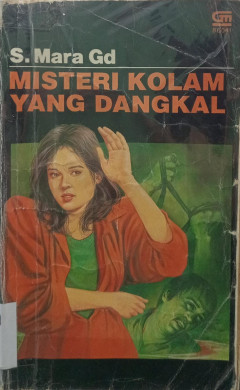 S. Mara Gd
MISTERI KOLAM
YANG DANGKAL